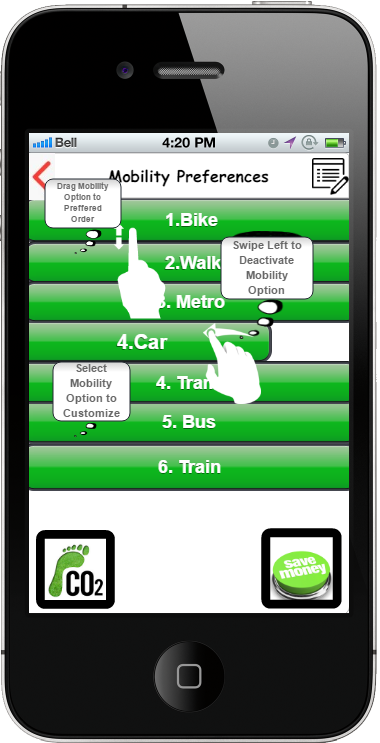 Bell 4:20 PM
Mobility Preferences
Drag Mobility
Option to
Preffered
Order
1.Bike
2.Walk
Swipe Left to
Deactivate
Mobility
Option
3. Metro
4.Car
Select
Mobility
Option to
Customize
4. Tram
5. Bus
6. Train
CO2
save
money